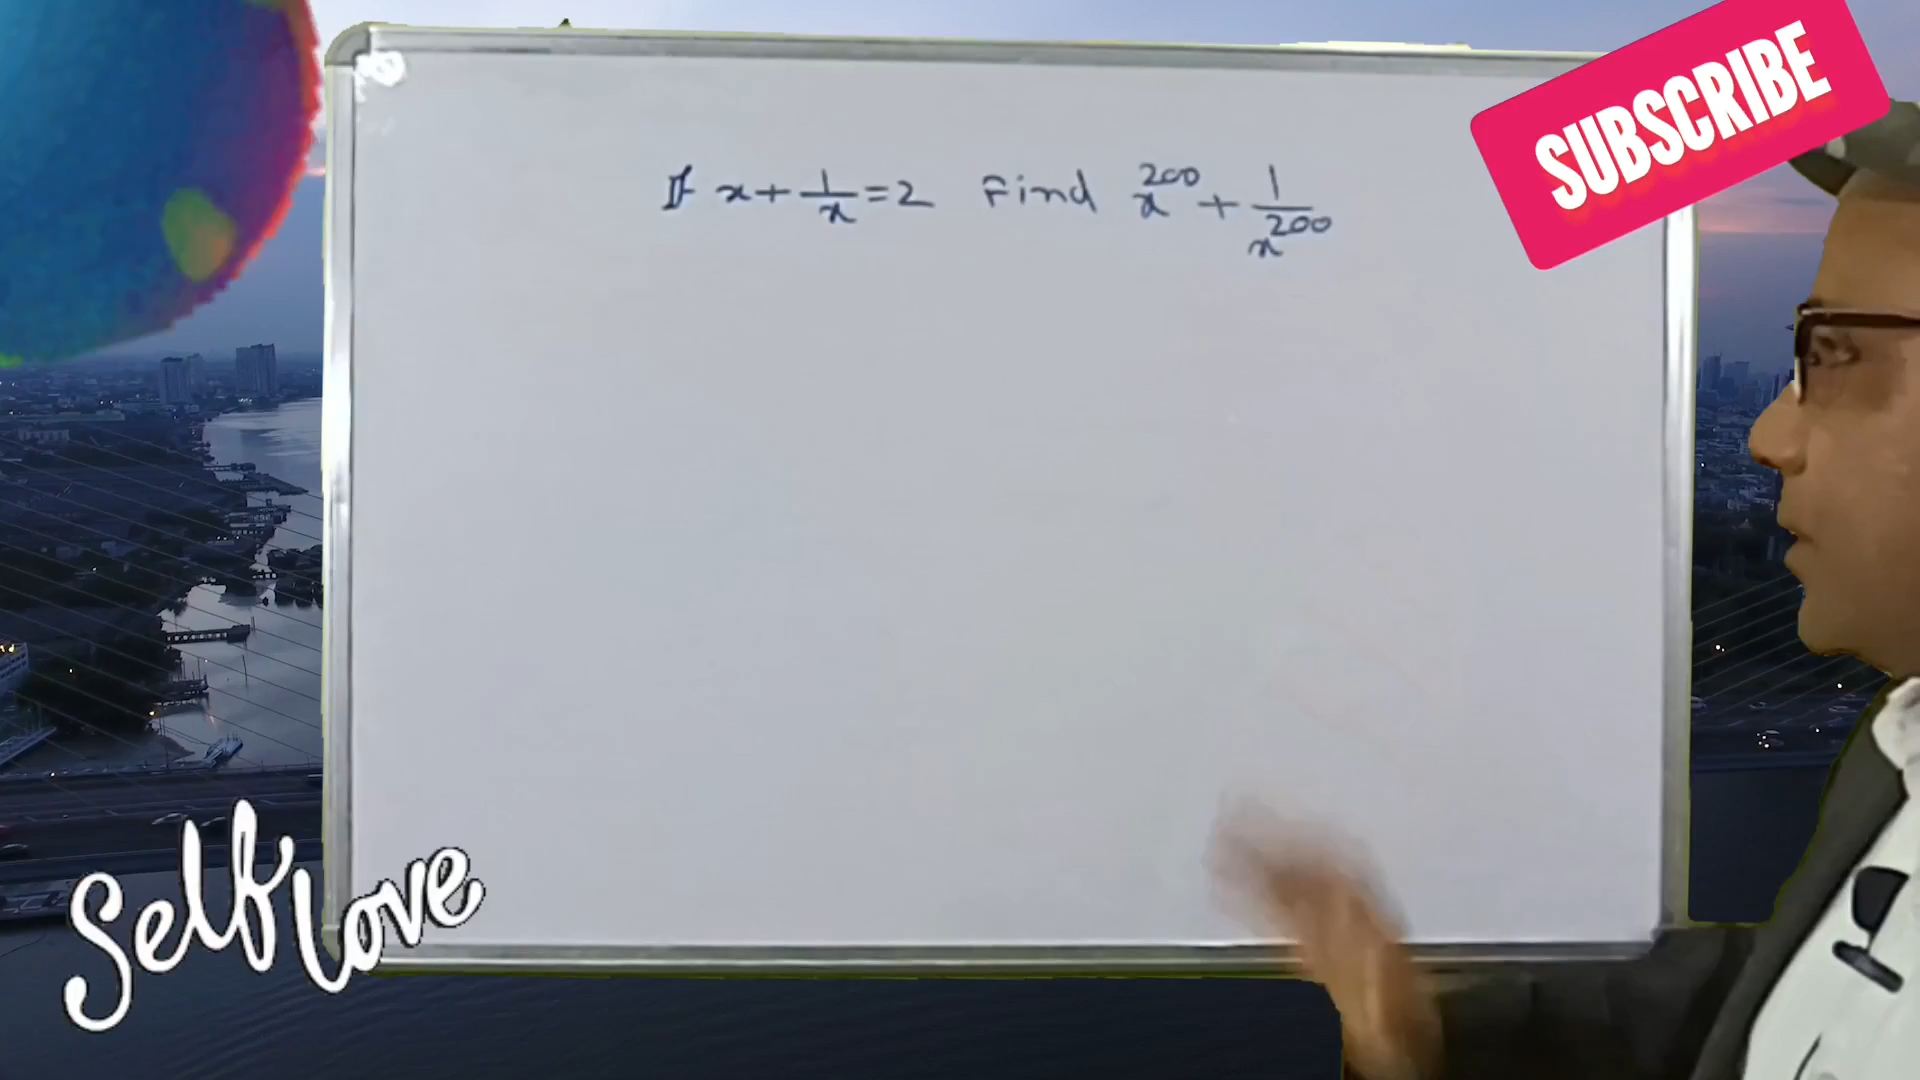 SUBSCRIBE
If x + 1/x = 2 Find x^200 + 1/x^200
Self Love